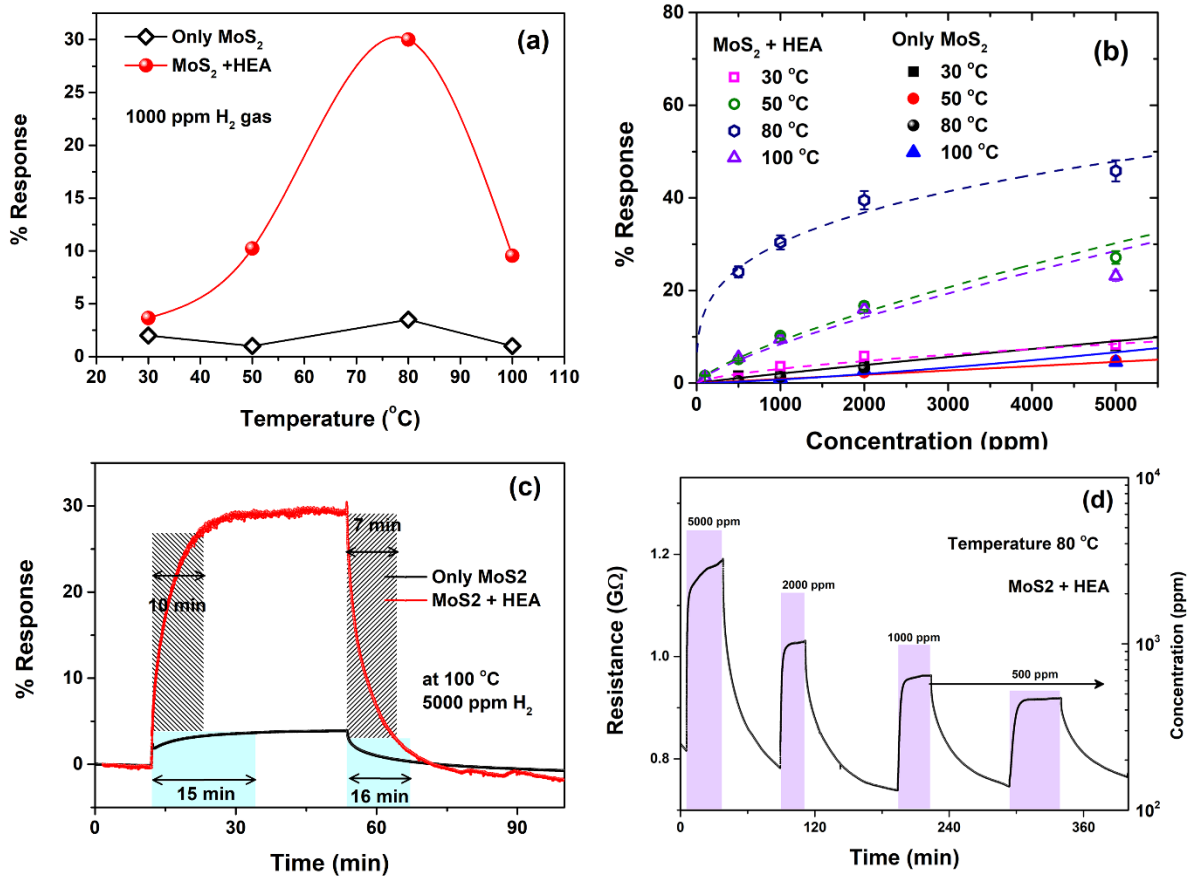 (a)
Only MoS₂
MoS₂ +HEA
1000 ppm H₂ gas
30
25
20
15
10
5
0
20 30 40 50 60 70 80 90 100 110
% Response
Temperature (°C)
(b)
MoS₂ + HEA
30 °C
50 °C
80 °C
100 °C
Only MoS₂
30 °C
50 °C
80 °C
100 °C
80
60
40
20
0
0 1000 2000 3000 4000 5000
% Response
Concentration (ppm)
(c)
30
20
10
0
0 30 60 90
7 min
10 min
Only MoS2
MoS2 + HEA
at 100 °C
5000 ppm H₂
15 min
16 min
% Response
Time (min)
(d)
5000 ppm
Temperature 80 °C
2000 ppm
MoS2 + HEA
1000 ppm
500 ppm
1.2
1.0
0.8
10⁴
10³
10²
0 120 240 360
Resistance (GΩ)
Concentration (ppm)
Time (min)